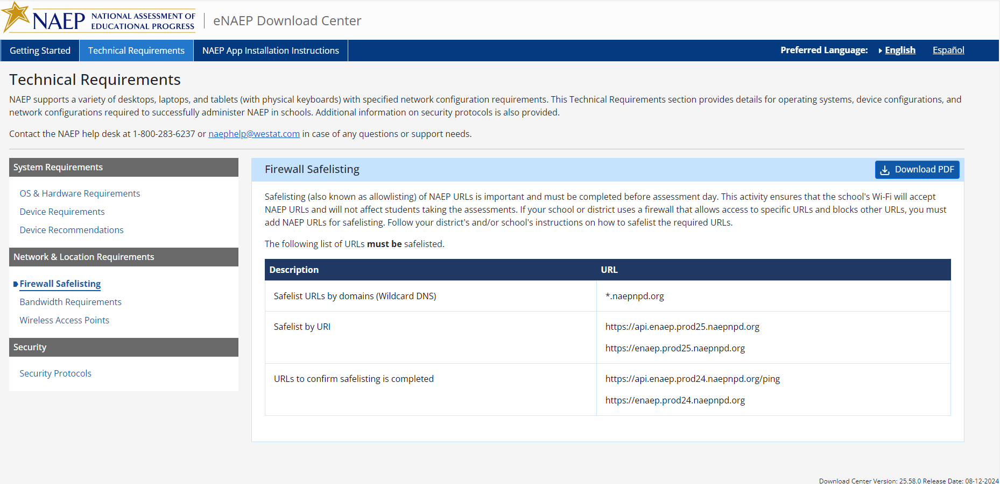 NAEP NATIONAL ASSESSMENT OF
EDUCATIONAL PROGRESS
eNAEP Download Center
Getting Started
Technical Requirements
NAEP App Installation Instructions
Preferred Language:
English
Español
Technical Requirements
NAEP supports a variety of desktops, laptops, and tablets (with physical keyboards) with specified network configuration requirements. This Technical Requirements section provides details for operating systems, device configurations, and
network configurations required to successfully administer NAEP in schools. Additional information on security protocols is also provided.
Contact the NAEP help desk at 1-800-283-6237 or naephelp@westat.com in case of any questions or support needs.
System Requirements
OS & Hardware Requirements
Device Requirements
Device Recommendations
Network & Location Requirements
Firewall Safelisting
Bandwidth Requirements
Wireless Access Points
Security
Security Protocols
Firewall Safelisting
Download PDF
Safelisting (also known as allowlisting) of NAEP URLs is important and must be completed before assessment day. This activity ensures that the school's Wi-Fi will accept
NAEP URLs and will not affect students taking the assessments. If your school or district uses a firewall that allows access to specific URLs and blocks other URLs, you must
add NAEP URLs for safelisting. Follow your district's and/or school's instructions on how to safelist the required URLs.
The following list of URLs must be safelisted.
Description
URL
Safelist URLs by domains (Wildcard DNS)
*.naepnpd.org
Safelist by URI
https://api.enaep.prod25.naepnpd.org
https://enaep.prod25.naepnpd.org
URLs to confirm safelisting is completed
https://api.enaep.prod24.naepnpd.org/ping
https://enaep.prod24.naepnpd.org
Download Center Version: 25.58.0 Release Date: 08-12-2024